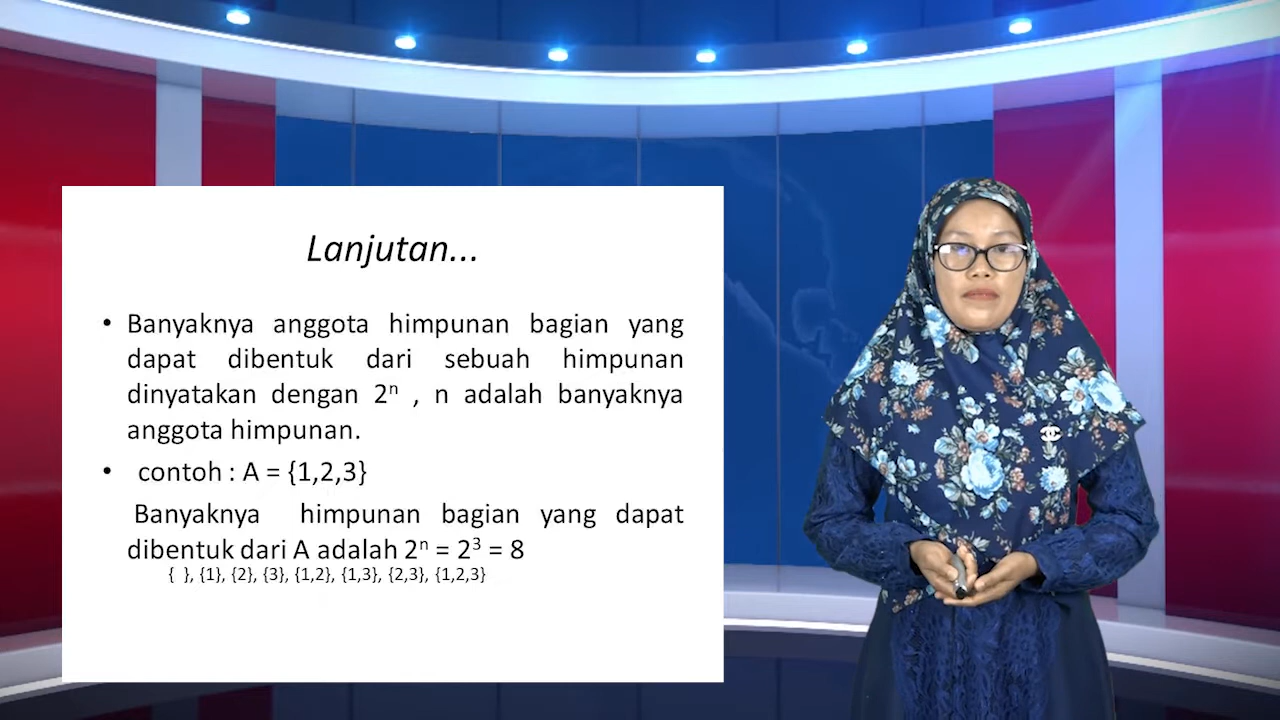 Lanjutan...
• Banyaknya anggota himpunan bagian yang
dapat dibentuk dari sebuah himpunan
dinyatakan dengan 2ⁿ , n adalah banyaknya
anggota himpunan.
• contoh : A = {1,2,3}
Banyaknya himpunan bagian yang dapat
dibentuk dari A adalah 2ⁿ = 2³ = 8
{ }, {1}, {2}, {3}, {1,2}, {1,3}, {2,3}, {1,2,3}